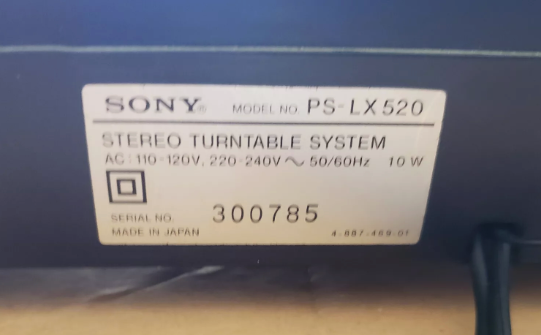 SONY® MODEL NO. PS-LX520
STEREO TURNTABLE SYSTEM
AC: 110-120V, 220-240V ~ 50/60Hz 10 W
SERIAL NO. 300785
MADE IN JAPAN 4-887-469-01